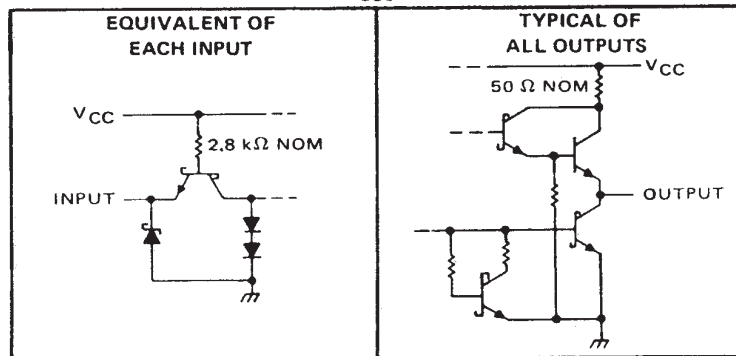 EQUIVALENT OF
EACH INPUT
VCC
2,8 kΩ NOM
INPUT
TYPICAL OF
ALL OUTPUTS
VCC
50 Ω NOM
OUTPUT